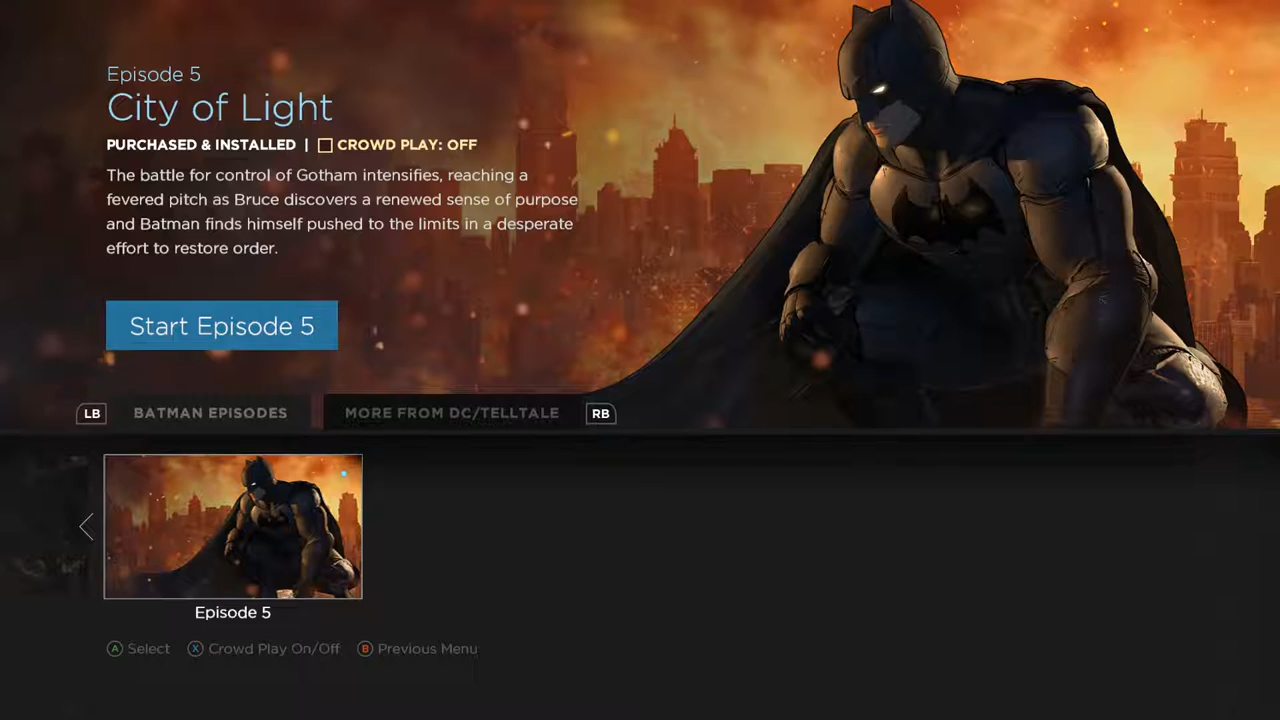 Episode 5
City of Light
PURCHASED & INSTALLED | CROWD PLAY: OFF
The battle for control of Gotham intensifies, reaching a
fevered pitch as Bruce discovers a renewed sense of purpose
and Batman finds himself pushed to the limits in a desperate
effort to restore order.
Start Episode 5
LB BATMAN EPISODES MORE FROM DC/TELLTALE RB
Episode 5
A Select X Crowd Play On/Off B Previous Menu